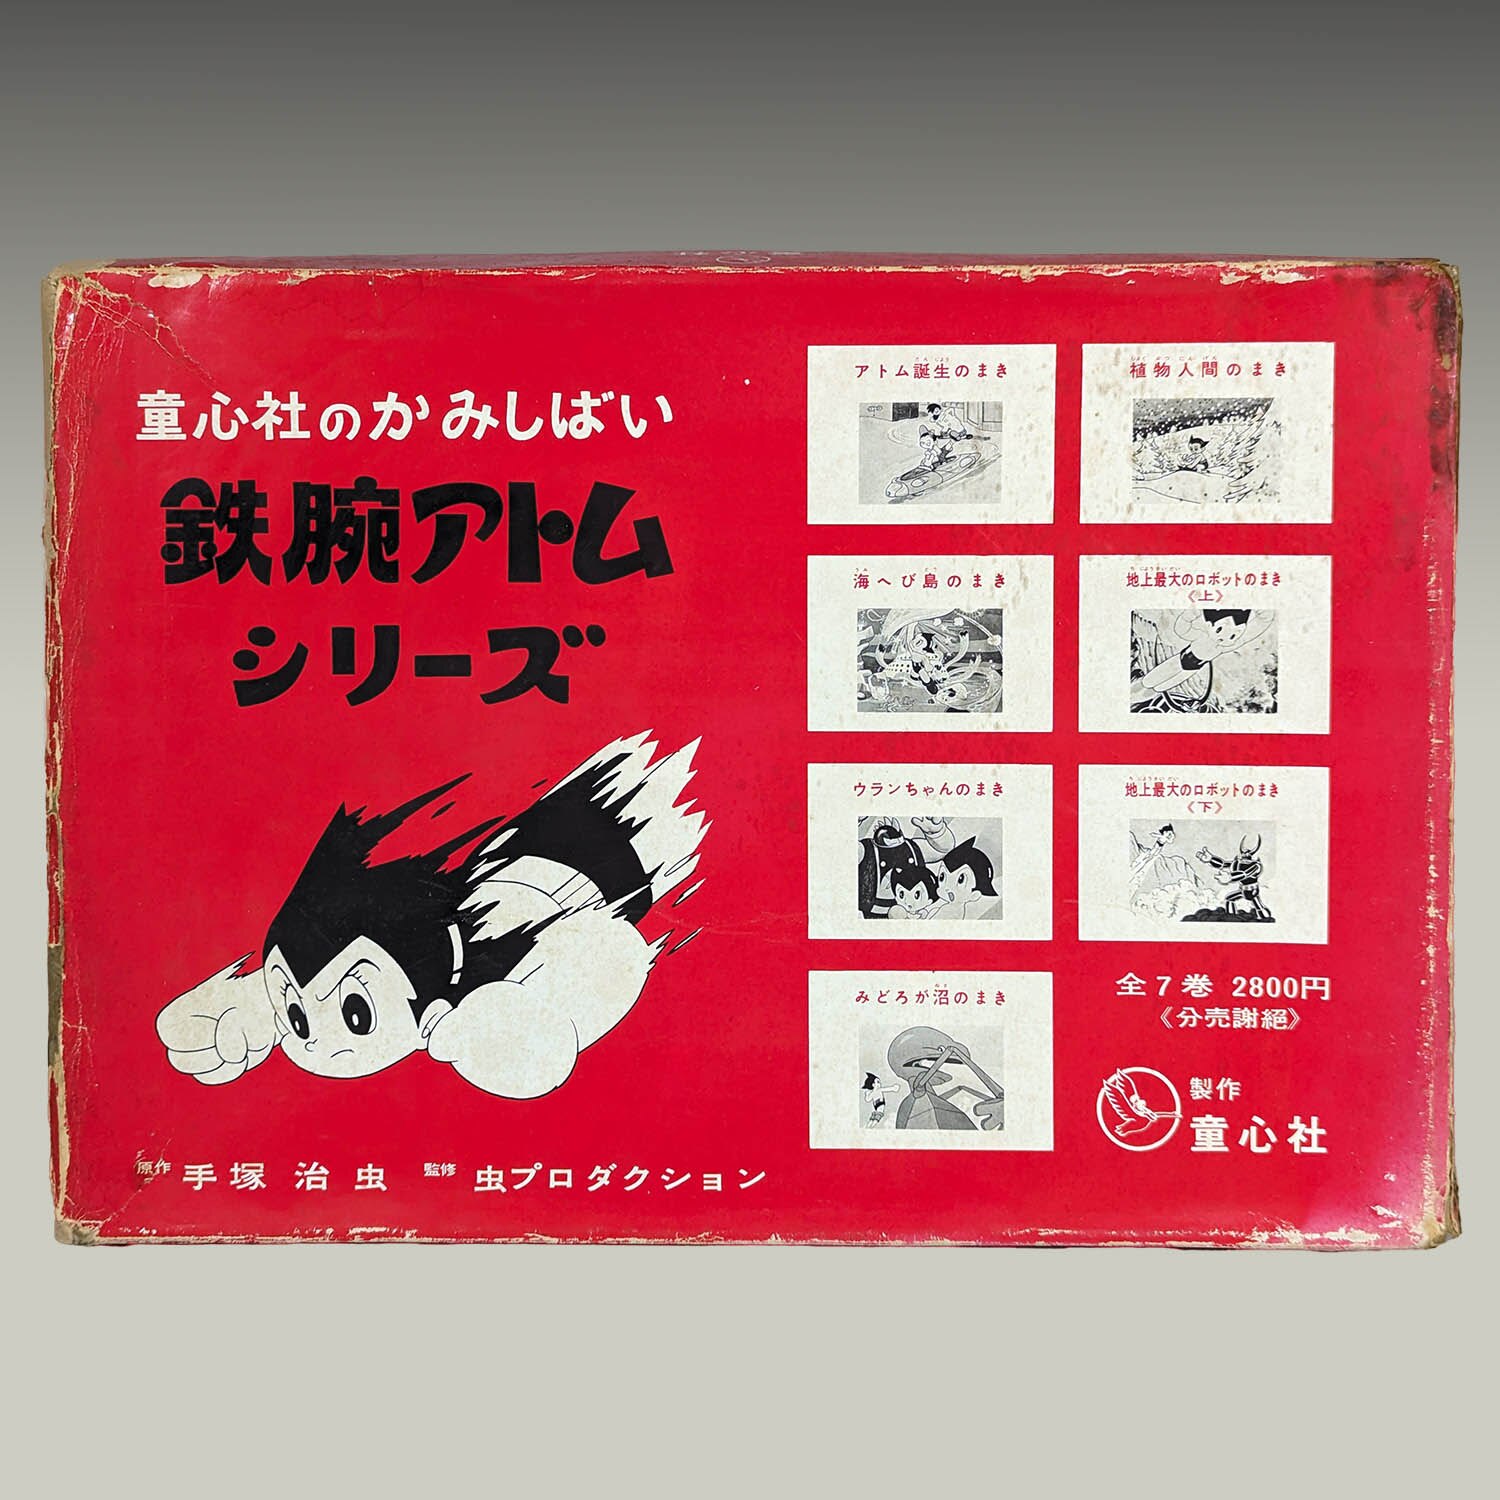 童心社のかみしばい
鉄腕アトム
シリーズ
原作 手塚治虫 監修 虫プロダクション
アトム誕生のまき
植物人間のまき
海へび島のまき
地上最大のロボットのまき
《上》
ウランちゃんのまき
地上最大のロボットのまき
《下》
みどろが沼のまき
全7巻 2800円
《分売謝絶》
製作
童心社